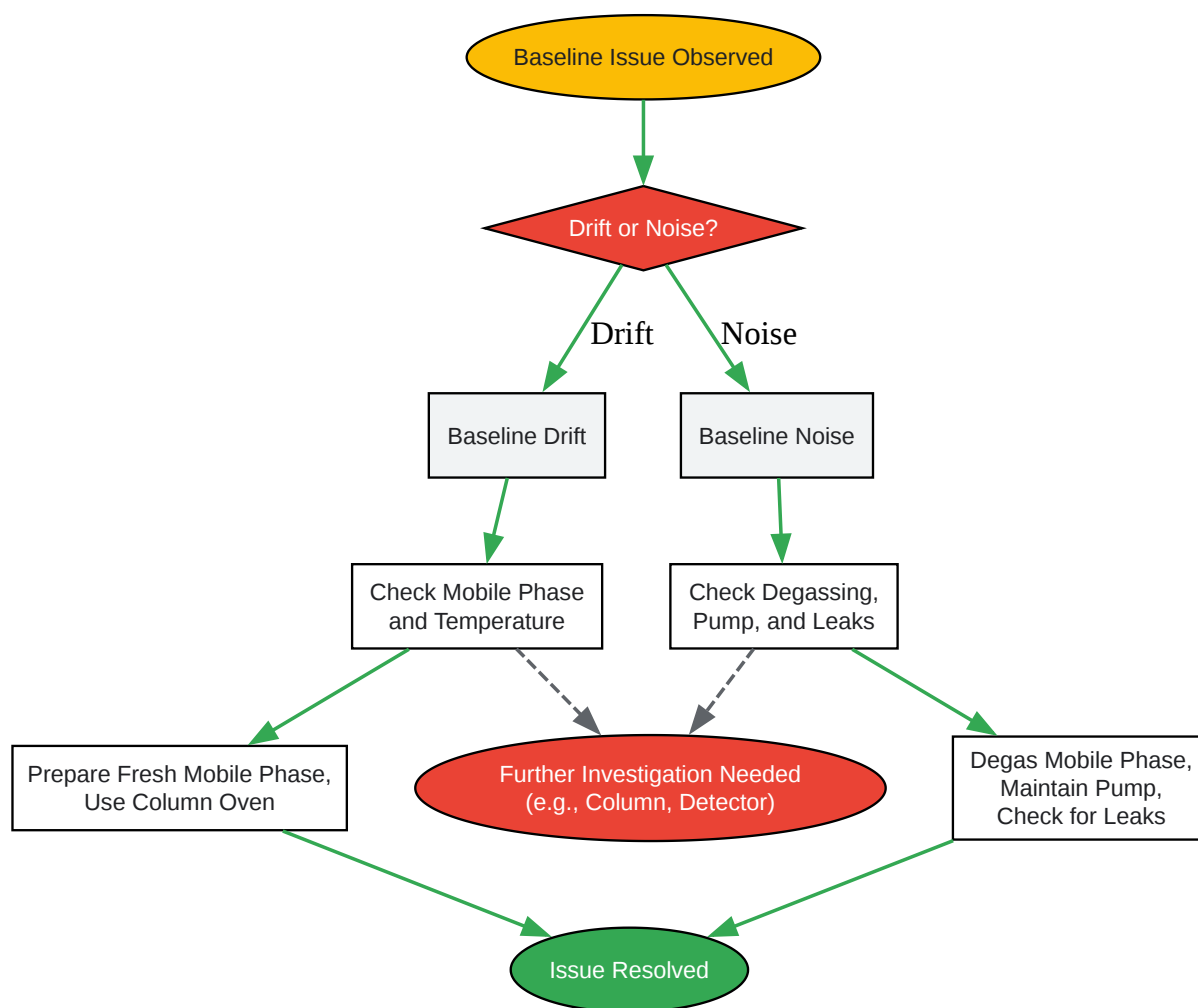 Baseline Issue Observed
Drift or Noise?
Drift
Noise
Baseline Drift
Baseline Noise
Check Mobile Phase
and Temperature
Check Degassing,
Pump, and Leaks
Prepare Fresh Mobile Phase,
Use Column Oven
Further Investigation Needed
(e.g., Column, Detector)
Degas Mobile Phase,
Maintain Pump,
Check for Leaks
Issue Resolved